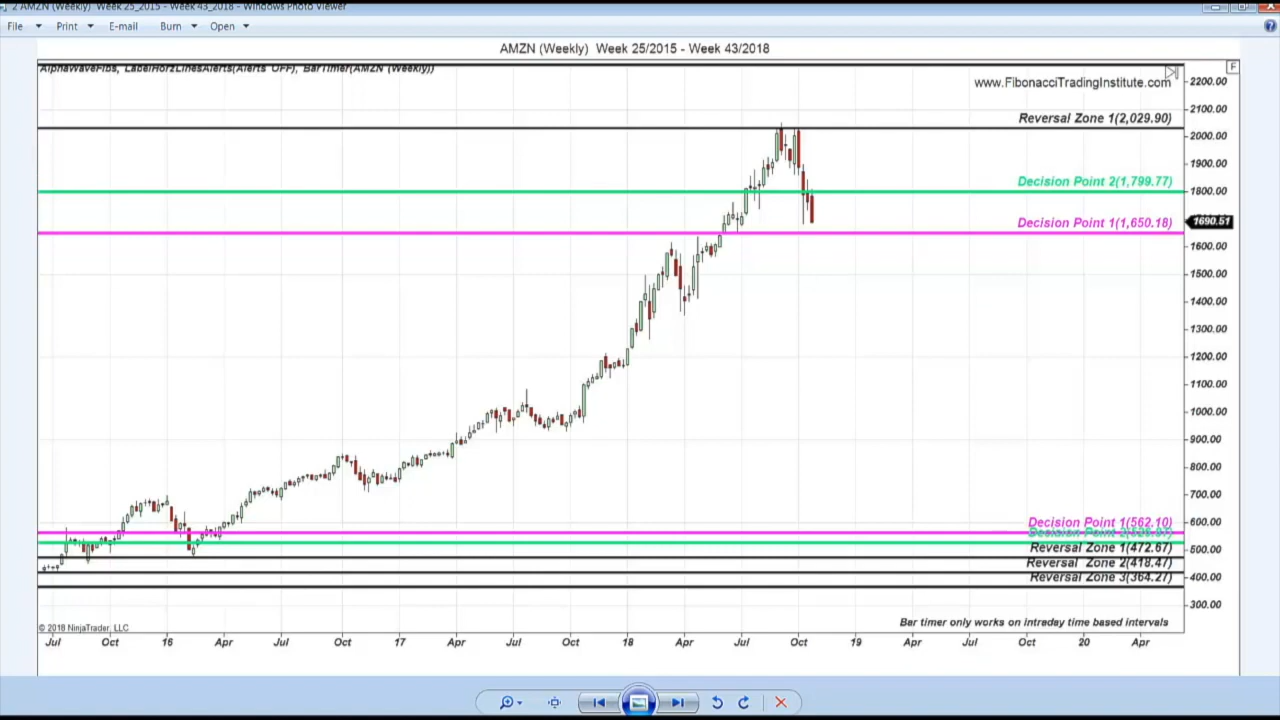 2 AMZN (Weekly) Week 25_2015 - Week 43_2018 - Windows Photo Viewer
File Print E-mail Burn Open
AMZN (Weekly) Week 25/2015 - Week 43/2018
AlphaWaveFibs, LabelHorzLinesAlerts(Alerts OFF), BarTimer(AMZN (Weekly))
F
www.FibonacciTradingInstitute.com
2200.00
2100.00
Reversal Zone 1(2,029.90)
2000.00
1900.00
Decision Point 2(1,799.77)
1800.00
Decision Point 1(1,650.18)
1690.51
1600.00
1500.00
1400.00
1300.00
1200.00
1100.00
1000.00
900.00
800.00
700.00
Decision Point 1(562.10)
600.00
Decision Point
Reversal Zone 1(472.67)
500.00
Reversal Zone 2(418.47)
Reversal Zone 3(364.27)
400.00
300.00
© 2018 NinjaTrader, LLC
Bar timer only works on intraday time based intervals
Jul Oct 16 Apr Jul Oct 17 Apr Jul Oct 18 Apr Jul Oct 19 Apr Jul Oct 20 Apr